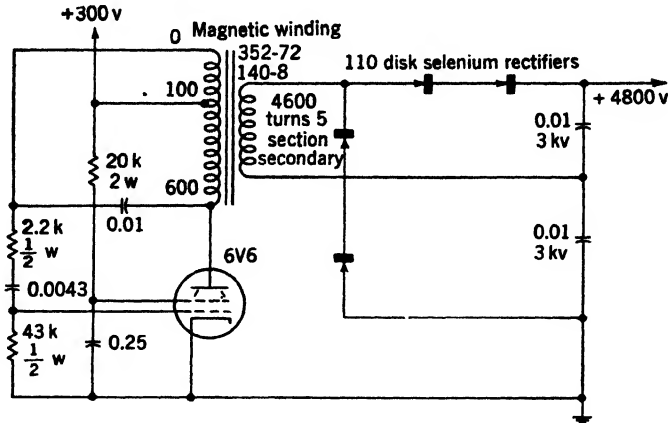 +300 v
0
Magnetic winding
352-72
140-8
110 disk selenium rectifiers
100
+ 4800 v
4600
turns 5
section
secondary
0.01
3 kv
20 k
2 w
600
0.01
2.2 k
1/2 w
6V6
0.01
3 kv
0.0043
43 k
1/2 w
0.25